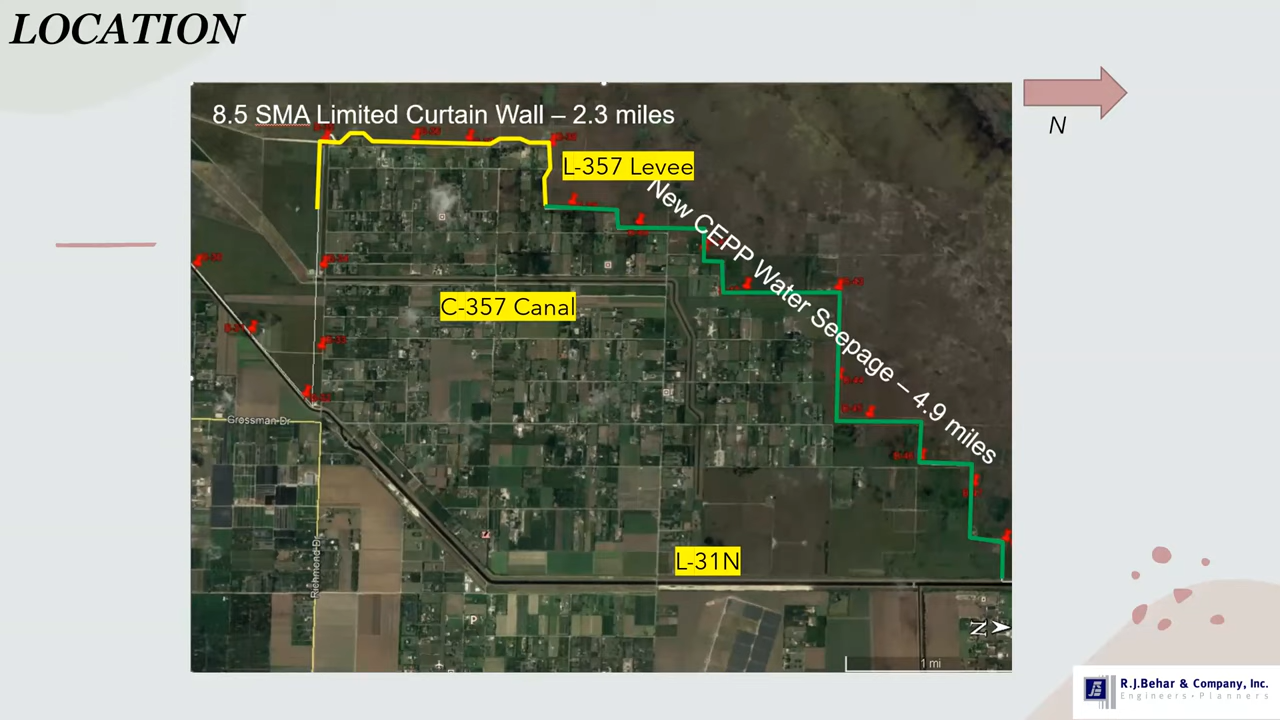 LOCATION
8.5 SMA Limited Curtain Wall – 2.3 miles
N
L-357 Levee
New CEPP Water Seepage – 4.9 miles
C-357 Canal
Grossman Dr
Richmond Dr
L-31N
P
N
1 mi
R.J.Behar & Company, Inc.
Engineers•Planners